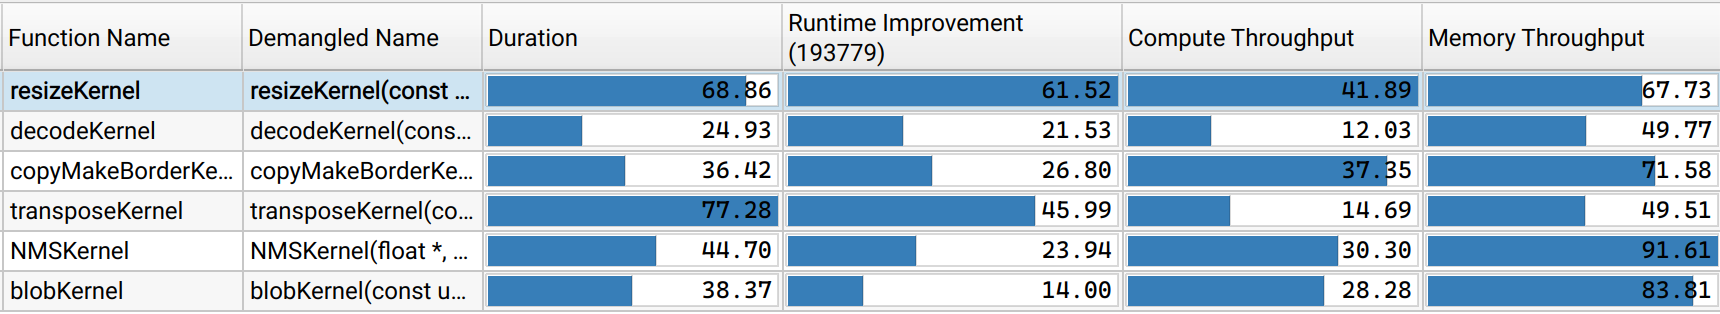 Function Name Demangled Name Duration Runtime Improvement (193779) Compute Throughput Memory Throughput
resizeKernel resizeKernel(const ... 68.86 61.52 41.89 67.73
decodeKernel decodeKernel(cons... 24.93 21.53 12.03 49.77
copyMakeBorderKe... copyMakeBorderKe... 36.42 26.80 37.35 71.58
transposeKernel transposeKernel(co... 77.28 45.99 14.69 49.51
NMSKernel NMSKernel(float *, ... 44.70 23.94 30.30 91.61
blobKernel blobKernel(const u... 38.37 14.00 28.28 83.81